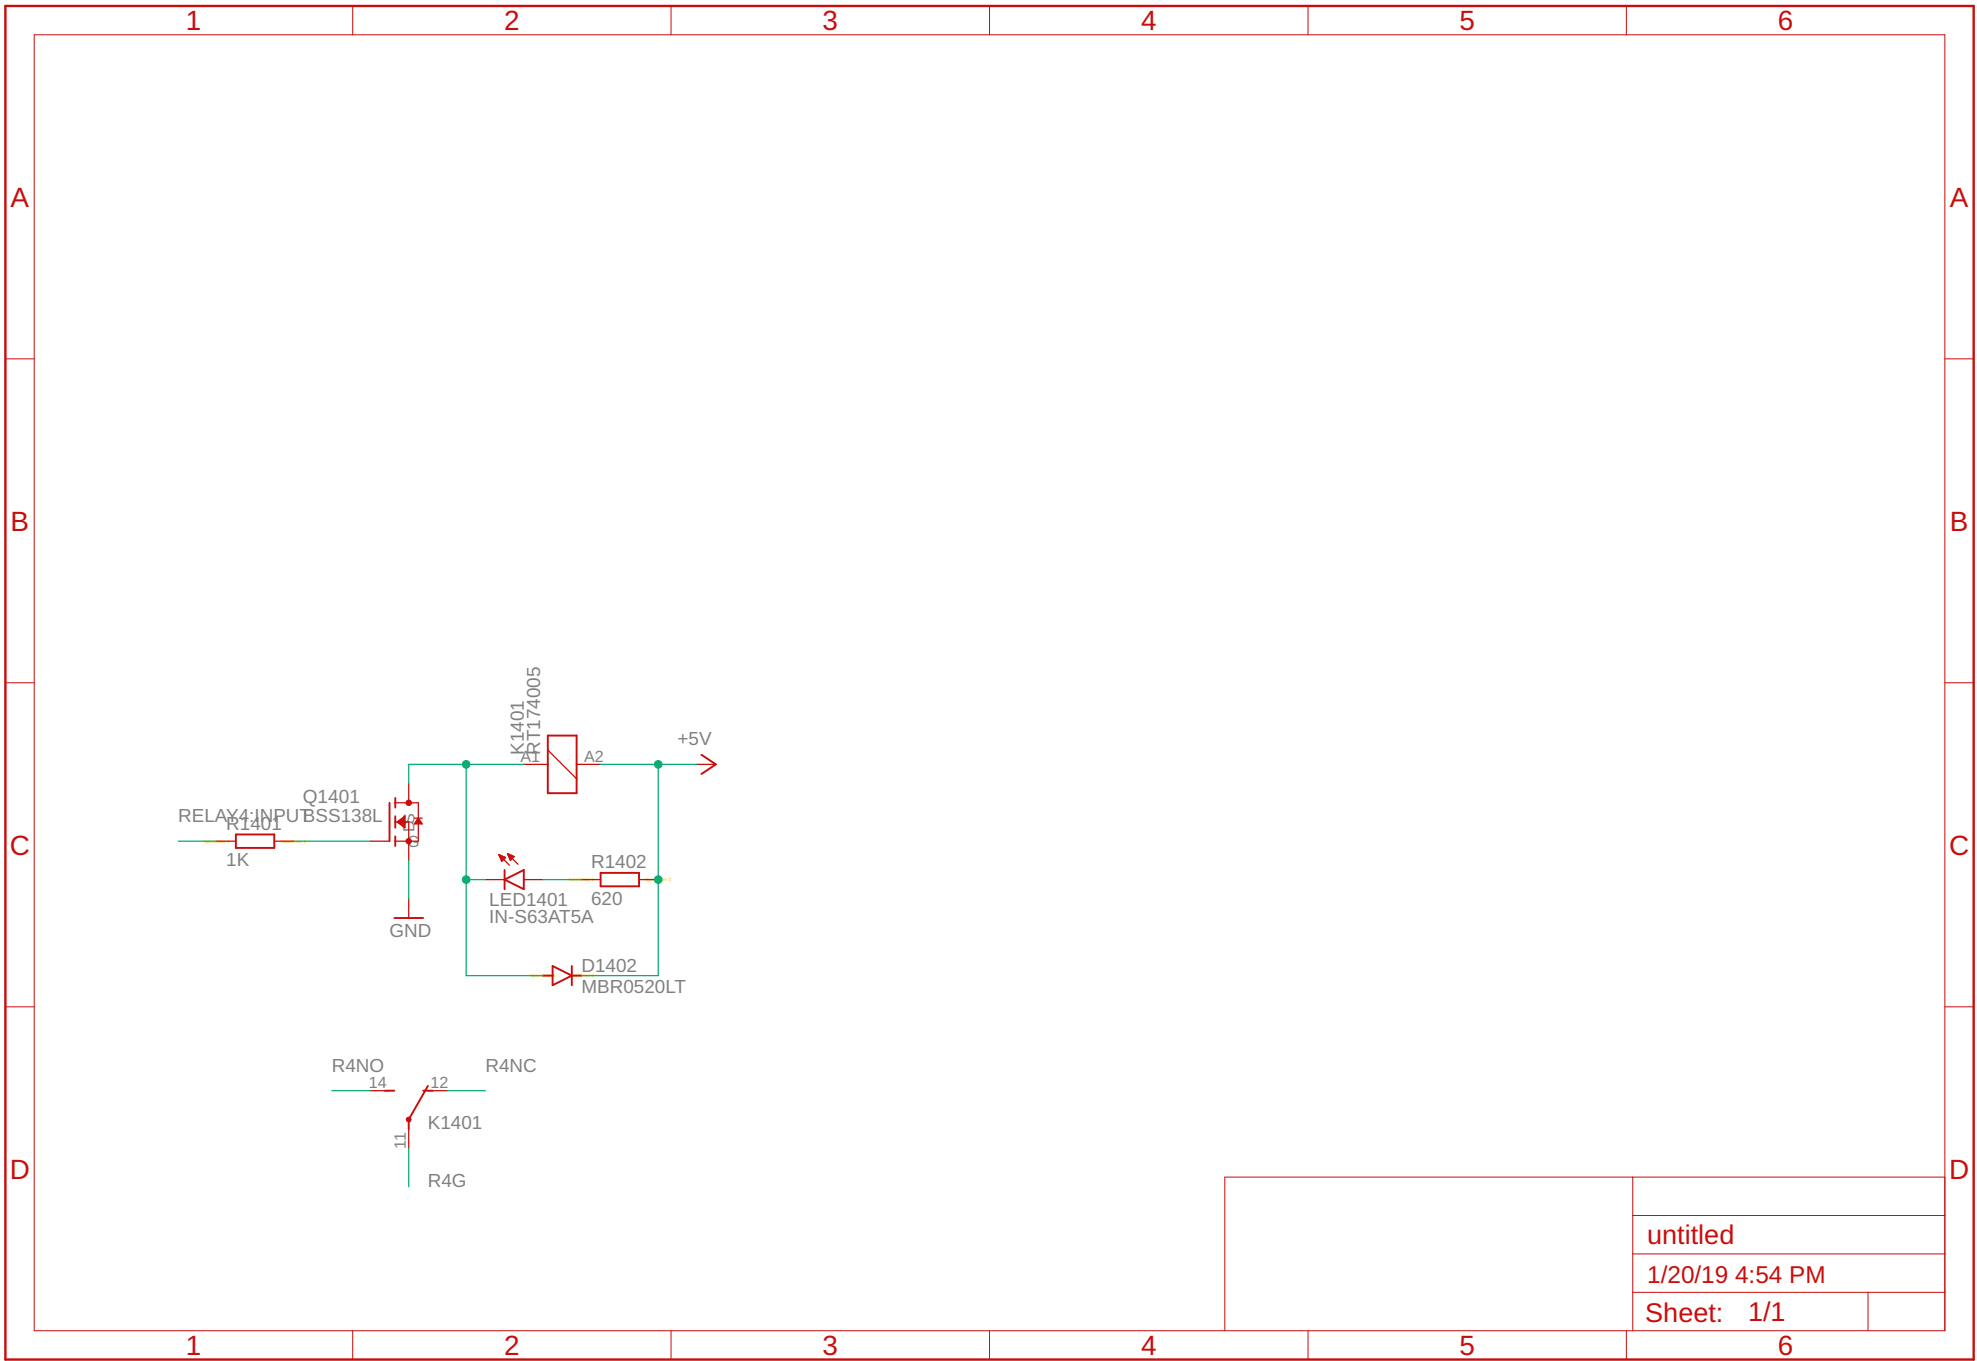 1 2 3 4 5 6
A A
B B
K1401
RT174005
A1 A2
+5V
Q1401
BSS138L
RELAY4:INPUT
R1401
1K
C C
R1402
620
LED1401
IN-S63AT5A
GND
D1402
MBR0520LT
R4NO R4NC
14 12
K1401
11
R4G
D D
untitled
1/20/19 4:54 PM
Sheet: 1/1
1 2 3 4 5 6